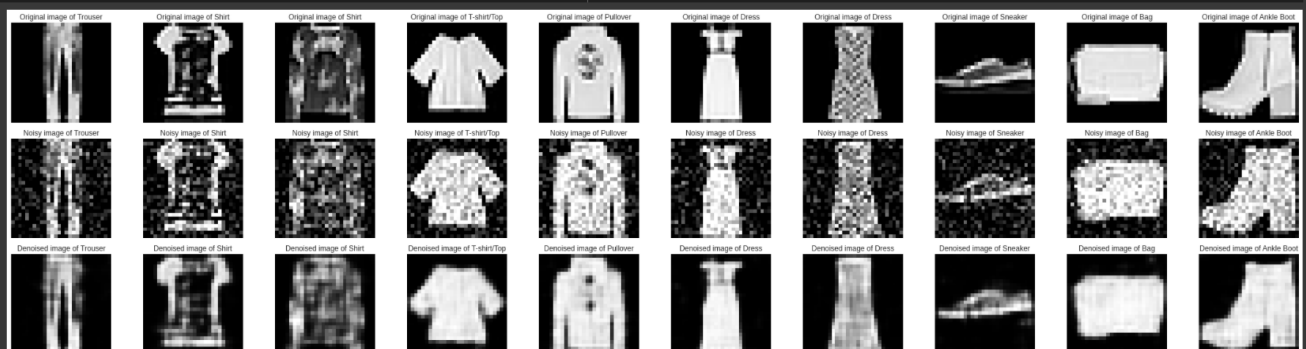 Original image of Trouser
Original image of Shirt
Original image of Shirt
Original image of T-shirt/Top
Original image of Pullover
Original image of Dress
Original image of Dress
Original image of Sneaker
Original image of Bag
Original image of Ankle Boot
Noisy image of Trouser
Noisy image of Shirt
Noisy image of Shirt
Noisy image of T-shirt/Top
Noisy image of Pullover
Noisy image of Dress
Noisy image of Dress
Noisy image of Sneaker
Noisy image of Bag
Noisy image of Ankle Boot
Denoised image of Trouser
Denoised image of Shirt
Denoised image of Shirt
Denoised image of T-shirt/Top
Denoised image of Pullover
Denoised image of Dress
Denoised image of Dress
Denoised image of Sneaker
Denoised image of Bag
Denoised image of Ankle Boot